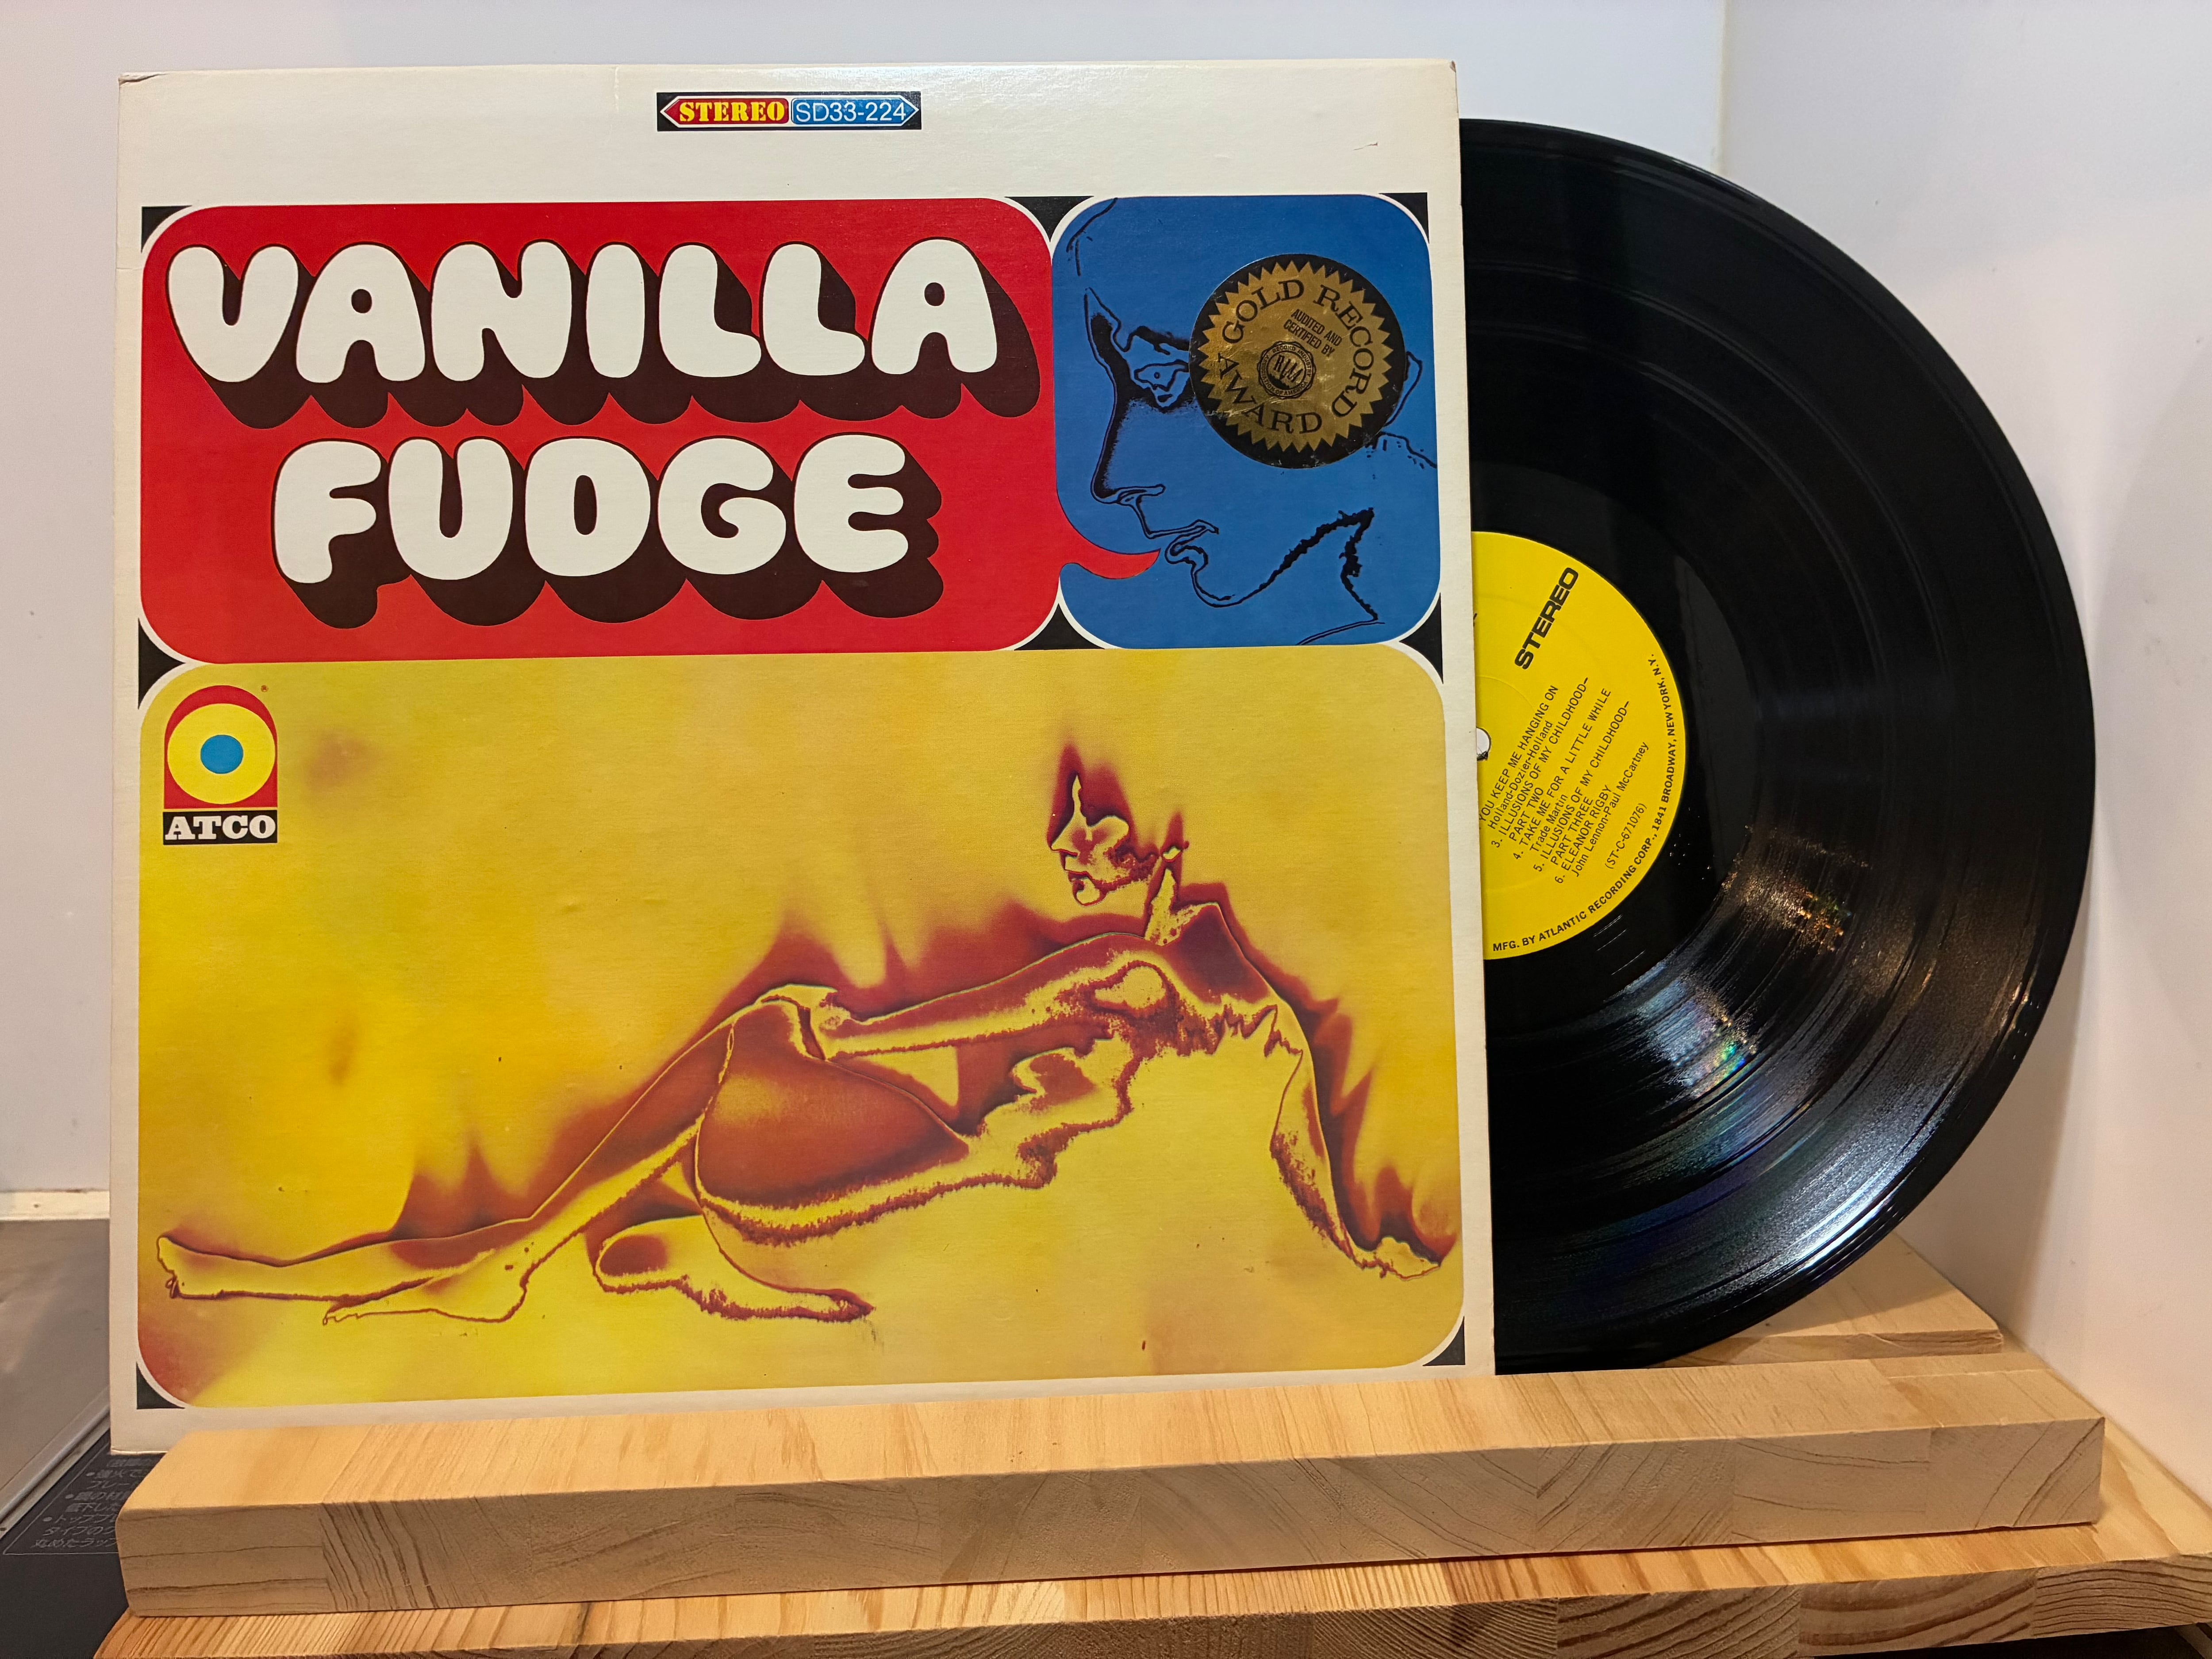 STEREO SD33-224
VANILLA
FUDGE
GOLD RECORD
AWARD
AUDITED AND
CERTIFIED BY
RIAA
®
ATCO
STEREO
YOU KEEP ME HANGING ON
Holland-Dozier-Holland
3. ILLUSIONS OF MY CHILDHOOD–
PART TWO
4. TAKE ME FOR A LITTLE WHILE
Trade Martin
5. ILLUSIONS OF MY CHILDHOOD–
PART THREE
6. ELEANOR RIGBY
John Lennon-Paul McCartney
(ST-C-671076)
MFG. BY ATLANTIC RECORDING CORP., 1841 BROADWAY, NEW YORK, N.Y.